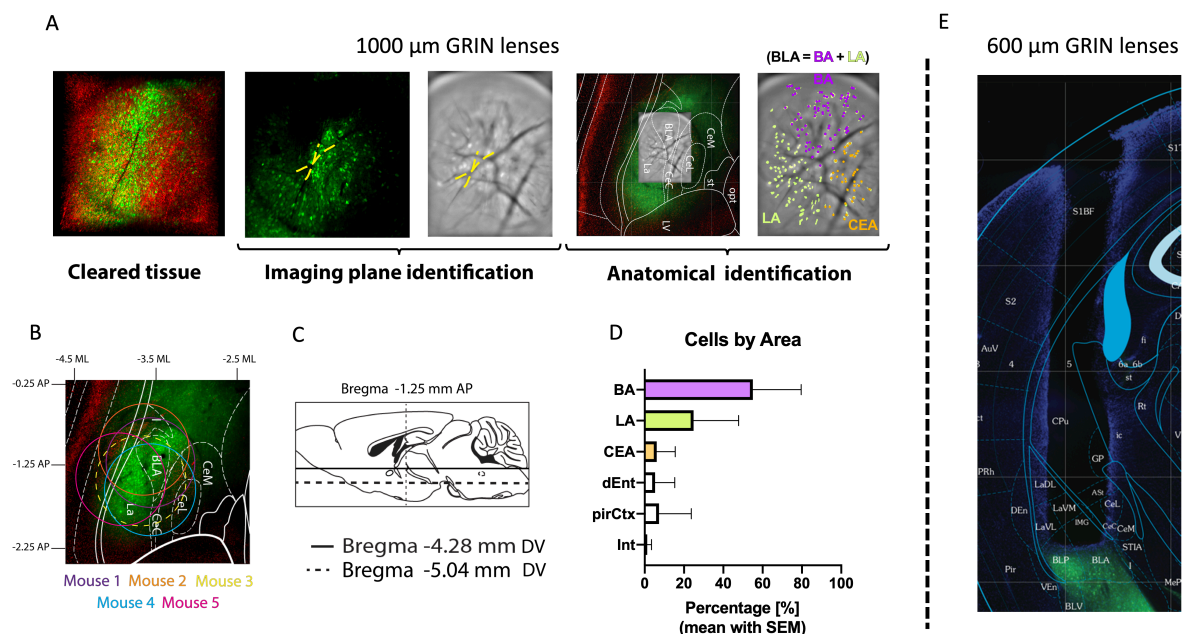 A
1000 µm GRIN lenses
(BLA = BA + LA)
BA
LA
CEA
BLA
La
CeM
CeL
CeC
st
opt
LV
Cleared tissue
Imaging plane identification
Anatomical identification
B
-4.5 ML
-3.5 ML
-2.5 ML
-0.25 AP
-1.25 AP
-2.25 AP
BLA
La
CeM
CeL
CeC
Mouse 1 Mouse 2 Mouse 3
Mouse 4 Mouse 5
C
Bregma -1.25 mm AP
Bregma -4.28 mm DV
Bregma -5.04 mm DV
D
Cells by Area
BA
LA
CEA
dEnt
pirCtx
Int
0 20 40 60 80 100
Percentage [%]
(mean with SEM)
E
600 µm GRIN lenses
S1BF
S2
AuV
4
5
6a 6b
fi
st
Rt
CPu
ic
GP
PRh
LaDL
ASt
CeL
DEn
LaVM
IMG
LaVL
CeC
CeM
STIA
Pir
BLP
BLA
I
VEn
BLV
MeP